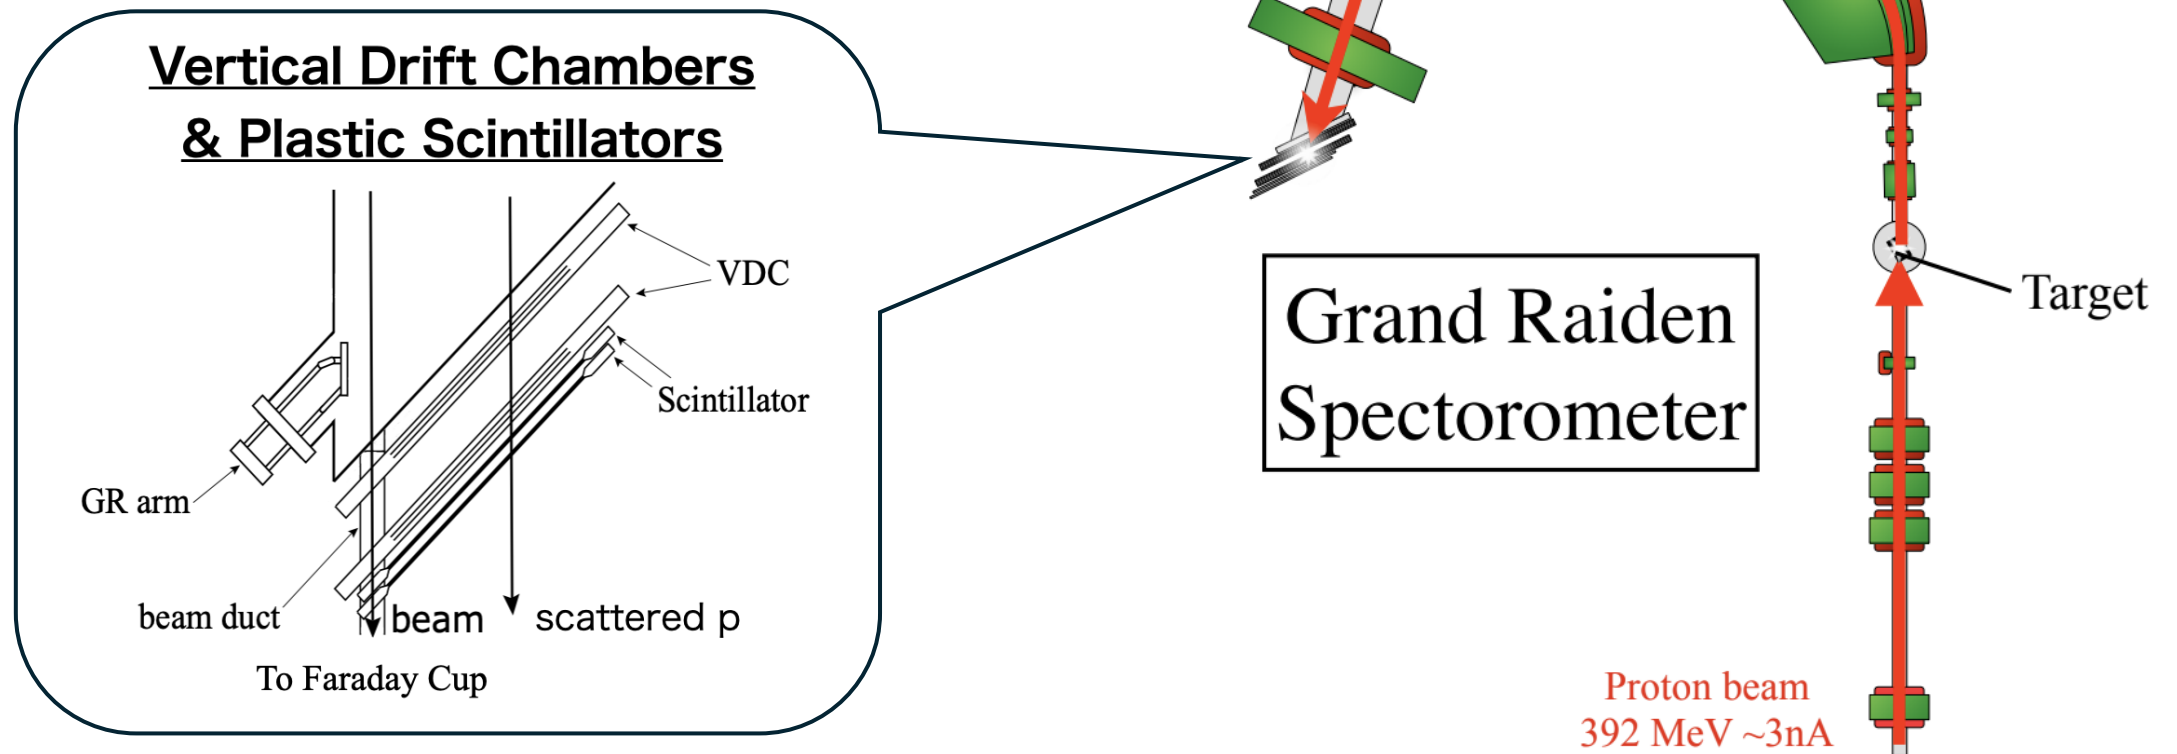 Vertical Drift Chambers
& Plastic Scintillators
VDC
Scintillator
GR arm
beam duct
beam
scattered p
To Faraday Cup
Grand Raiden
Spectorometer
Target
Proton beam
392 MeV ~3nA